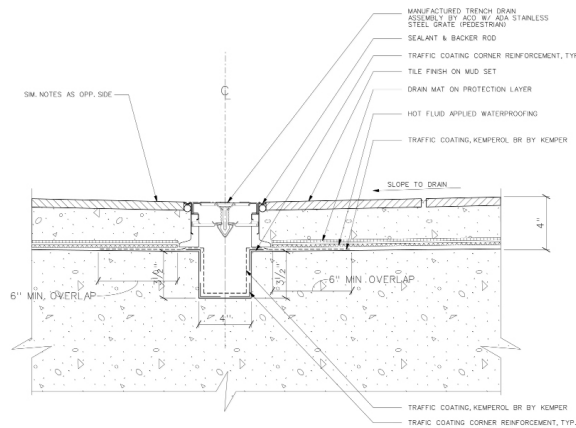 MANUFACTURED TRENCH DRAIN
ASSEMBLY BY ACO W/ ADA STAINLESS
STEEL GRATE (PEDESTRIAN)
SEALANT & BACKER ROD
TRAFFIC COATING CORNER REINFORCEMENT, TYP
TILE FINISH ON MUD SET
DRAIN MAT ON PROTECTION LAYER
HOT FLUID APPLIED WATERPROOFING
TRAFFIC COATING, KEMPEROL BR BY KEMPER
SIM. NOTES AS OPP. SIDE
CL
SLOPE TO DRAIN
4"
3 1/2"
3 1/2"
6" MIN. OVERLAP
6" MIN. OVERLAP
4"
TRAFFIC COATING, KEMPEROL BR BY KEMPER
TRAFIC COATING CORNER REINFORCEMENT, TYP.